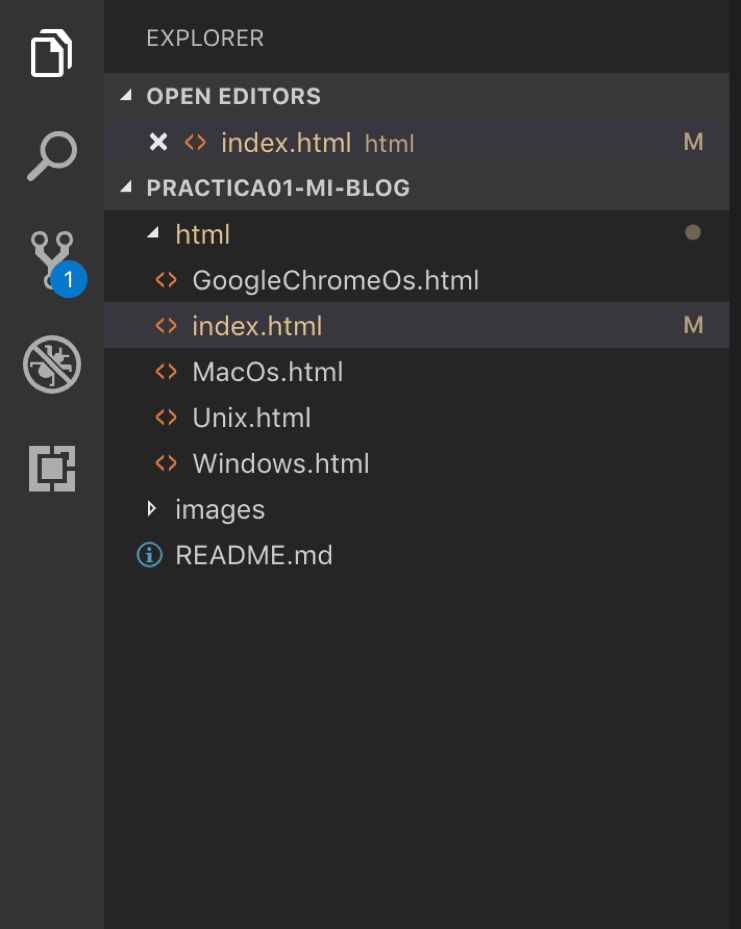 EXPLORER
OPEN EDITORS
index.html html M
PRACTICA01-MI-BLOG
html
1
GoogleChromeOs.html
index.html M
MacOs.html
Unix.html
Windows.html
images
README.md